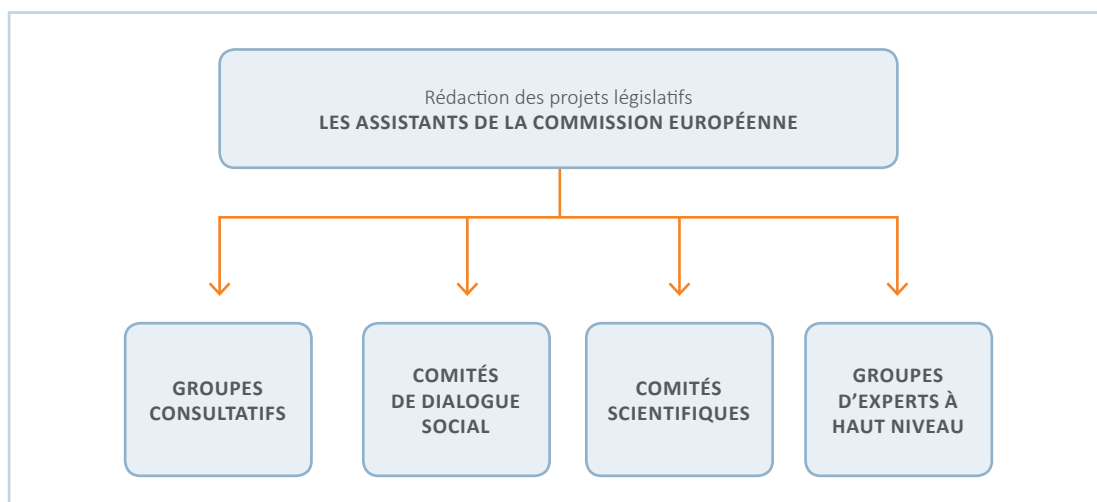 Rédaction des projets législatifs
LES ASSISTANTS DE LA COMMISSION EUROPÉENNE
GROUPES
CONSULTATIFS
COMITÉS
DE DIALOGUE
SOCIAL
COMITÉS
SCIENTIFIQUES
GROUPES
D’EXPERTS À
HAUT NIVEAU